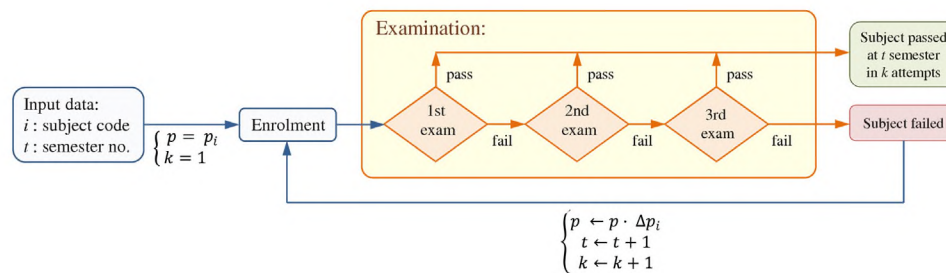 Examination:
Subject passed
at t semester
in k attempts
pass
pass
pass
Input data:
i : subject code
t : semester no.
{ p = p_i
k = 1
Enrolment
1st
exam
fail
2nd
exam
fail
3rd
exam
fail
Subject failed
{ p ← p · Δp_i
t ← t + 1
k ← k + 1